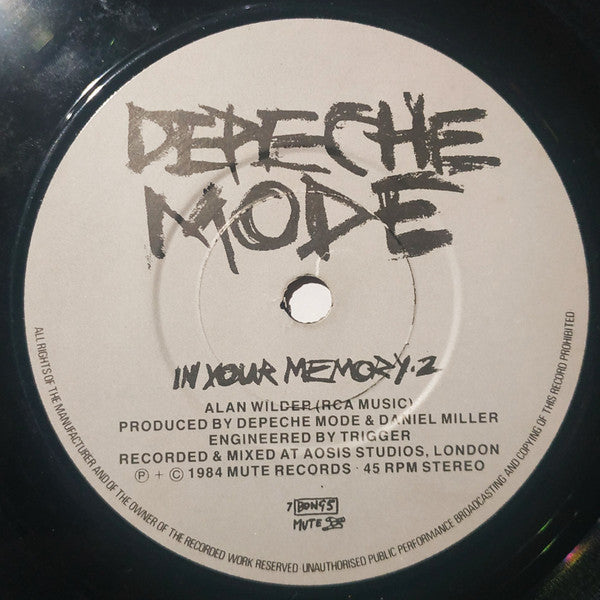 DEPECHE
MODE
IN YOUR MEMORY·2
ALAN WILDER (RCA MUSIC)
PRODUCED BY DEPECHE MODE & DANIEL MILLER
ENGINEERED BY TRIGGER
RECORDED & MIXED AT AOSIS STUDIOS, LONDON
Ⓟ + © 1984 MUTE RECORDS · 45 RPM STEREO
7 BONG5
MUTE
ALL RIGHTS OF THE MANUFACTURER AND OF THE OWNER OF THE RECORDED WORK RESERVED UNAUTHORISED PUBLIC PERFORMANCE BROADCASTING AND COPYING OF THIS RECORD PROHIBITED